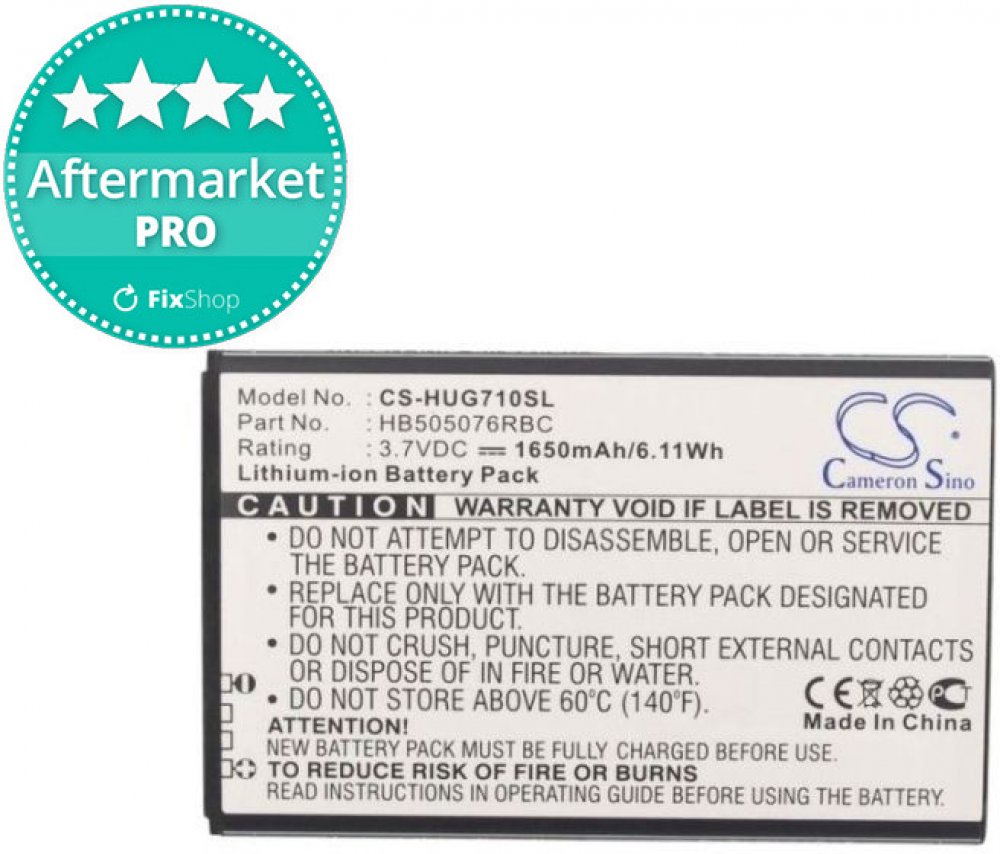 Aftermarket
PRO
FixShop
Model No. : CS-HUG710SL
Part No. : HB505076RBC
Rating : 3.7VDC 1650mAh/6.11Wh
Lithium-ion Battery Pack
CS
Cameron Sino
CAUTION WARRANTY VOID IF LABEL IS REMOVED
• DO NOT ATTEMPT TO DISASSEMBLE, OPEN OR SERVICE
THE BATTERY PACK.
• REPLACE ONLY WITH THE BATTERY PACK DESIGNATED
FOR THIS PRODUCT.
• DO NOT CRUSH, PUNCTURE, SHORT EXTERNAL CONTACTS
OR DISPOSE OF IN FIRE OR WATER.
• DO NOT STORE ABOVE 60°C (140°F).
CE
PCT
Made In China
ATTENTION!
NEW BATTERY PACK MUST BE FULLY CHARGED BEFORE USE.
TO REDUCE RISK OF FIRE OR BURNS
READ INSTRUCTIONS IN OPERATING GUIDE BEFORE USING THE BATTERY.